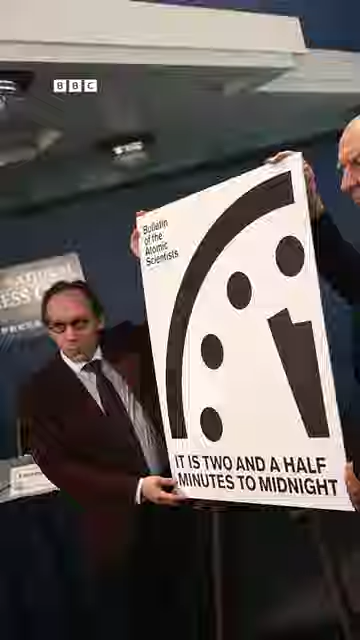 BBC
Bulletin
of the
Atomic
Scientists
IT IS TWO AND A HALF
MINUTES TO MIDNIGHT